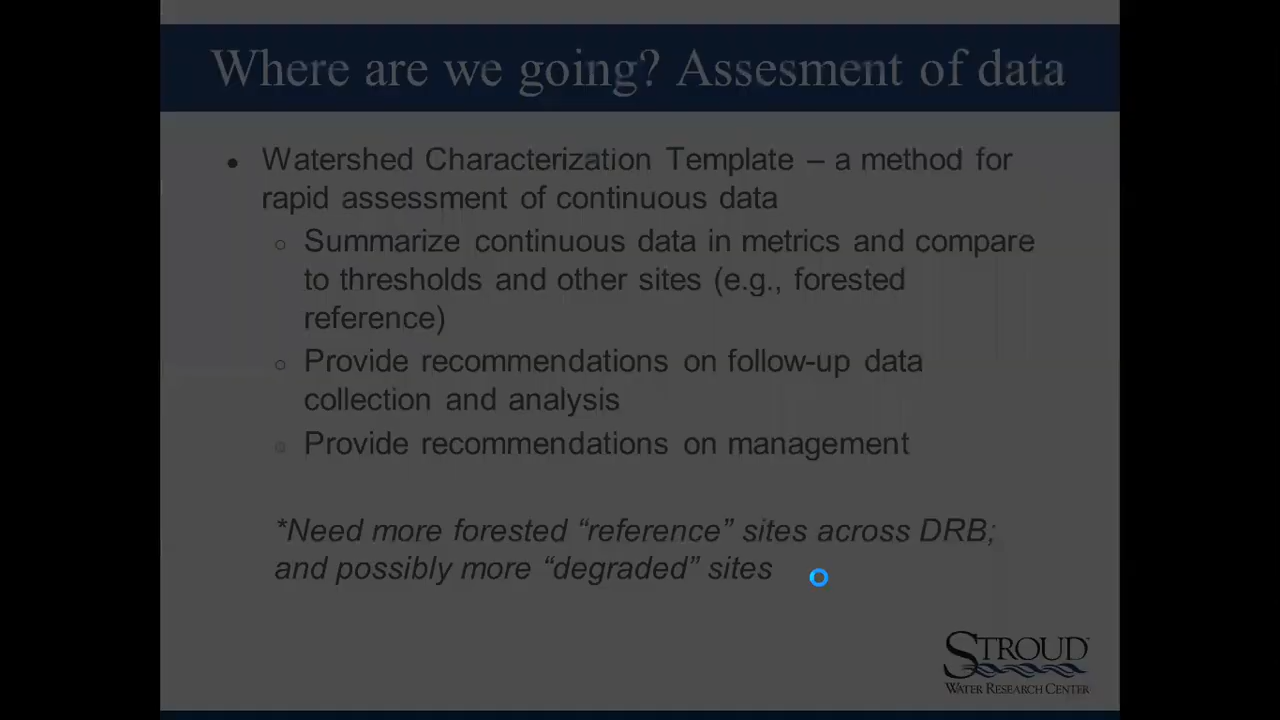 Where are we going? Assesment of data
• Watershed Characterization Template – a method for
rapid assessment of continuous data
○ Summarize continuous data in metrics and compare
to thresholds and other sites (e.g., forested
reference)
○ Provide recommendations on follow-up data
collection and analysis
○ Provide recommendations on management
*Need more forested “reference” sites across DRB;
and possibly more “degraded” sites
STROUD
WATER RESEARCH CENTER